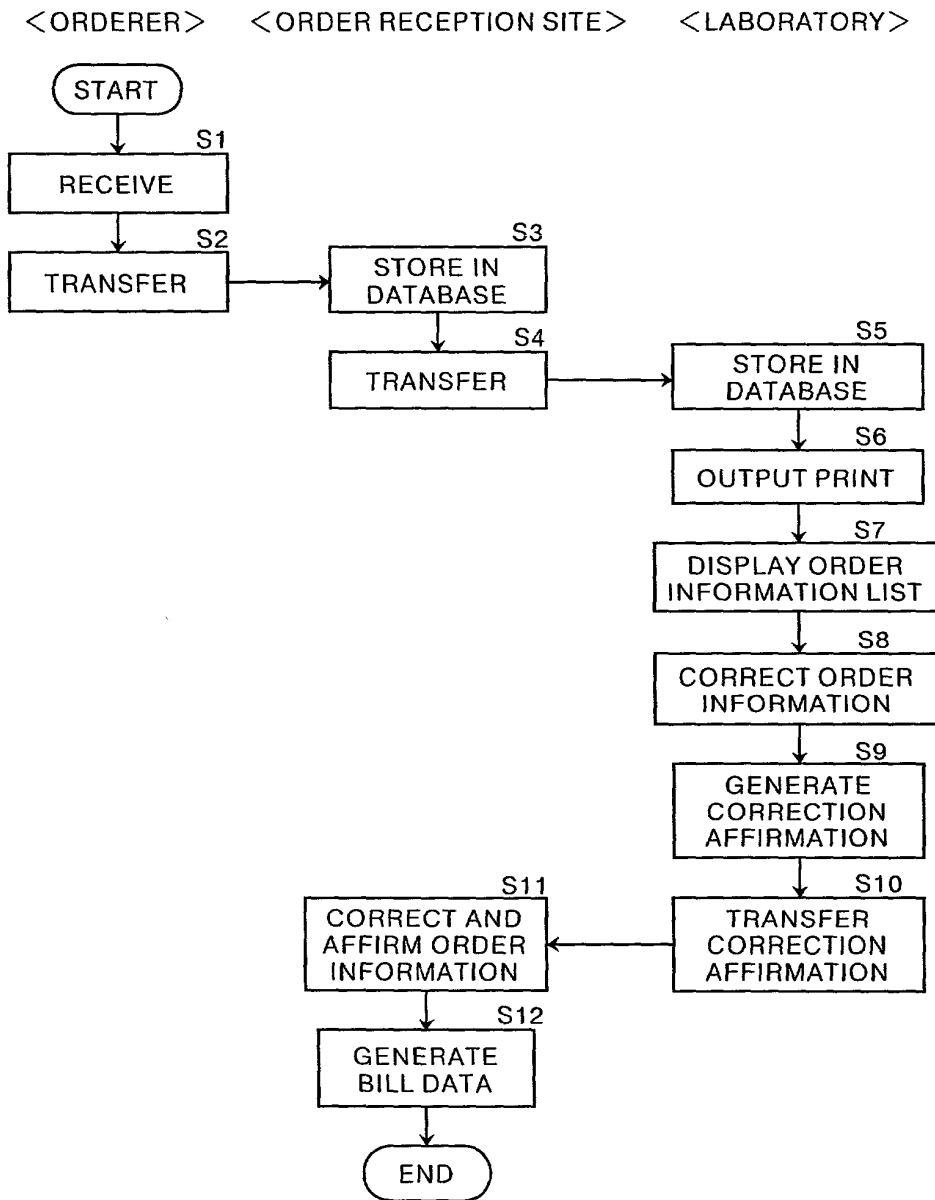 <ORDERER> <ORDER RECEPTION SITE> <LABORATORY>
START
S1
RECEIVE
S2
TRANSFER
S3
STORE IN
DATABASE
S4
TRANSFER
S5
STORE IN
DATABASE
S6
OUTPUT PRINT
S7
DISPLAY ORDER
INFORMATION LIST
S8
CORRECT ORDER
INFORMATION
S9
GENERATE
CORRECTION
AFFIRMATION
S10
TRANSFER
CORRECTION
AFFIRMATION
S11
CORRECT AND
AFFIRM ORDER
INFORMATION
S12
GENERATE
BILL DATA
END